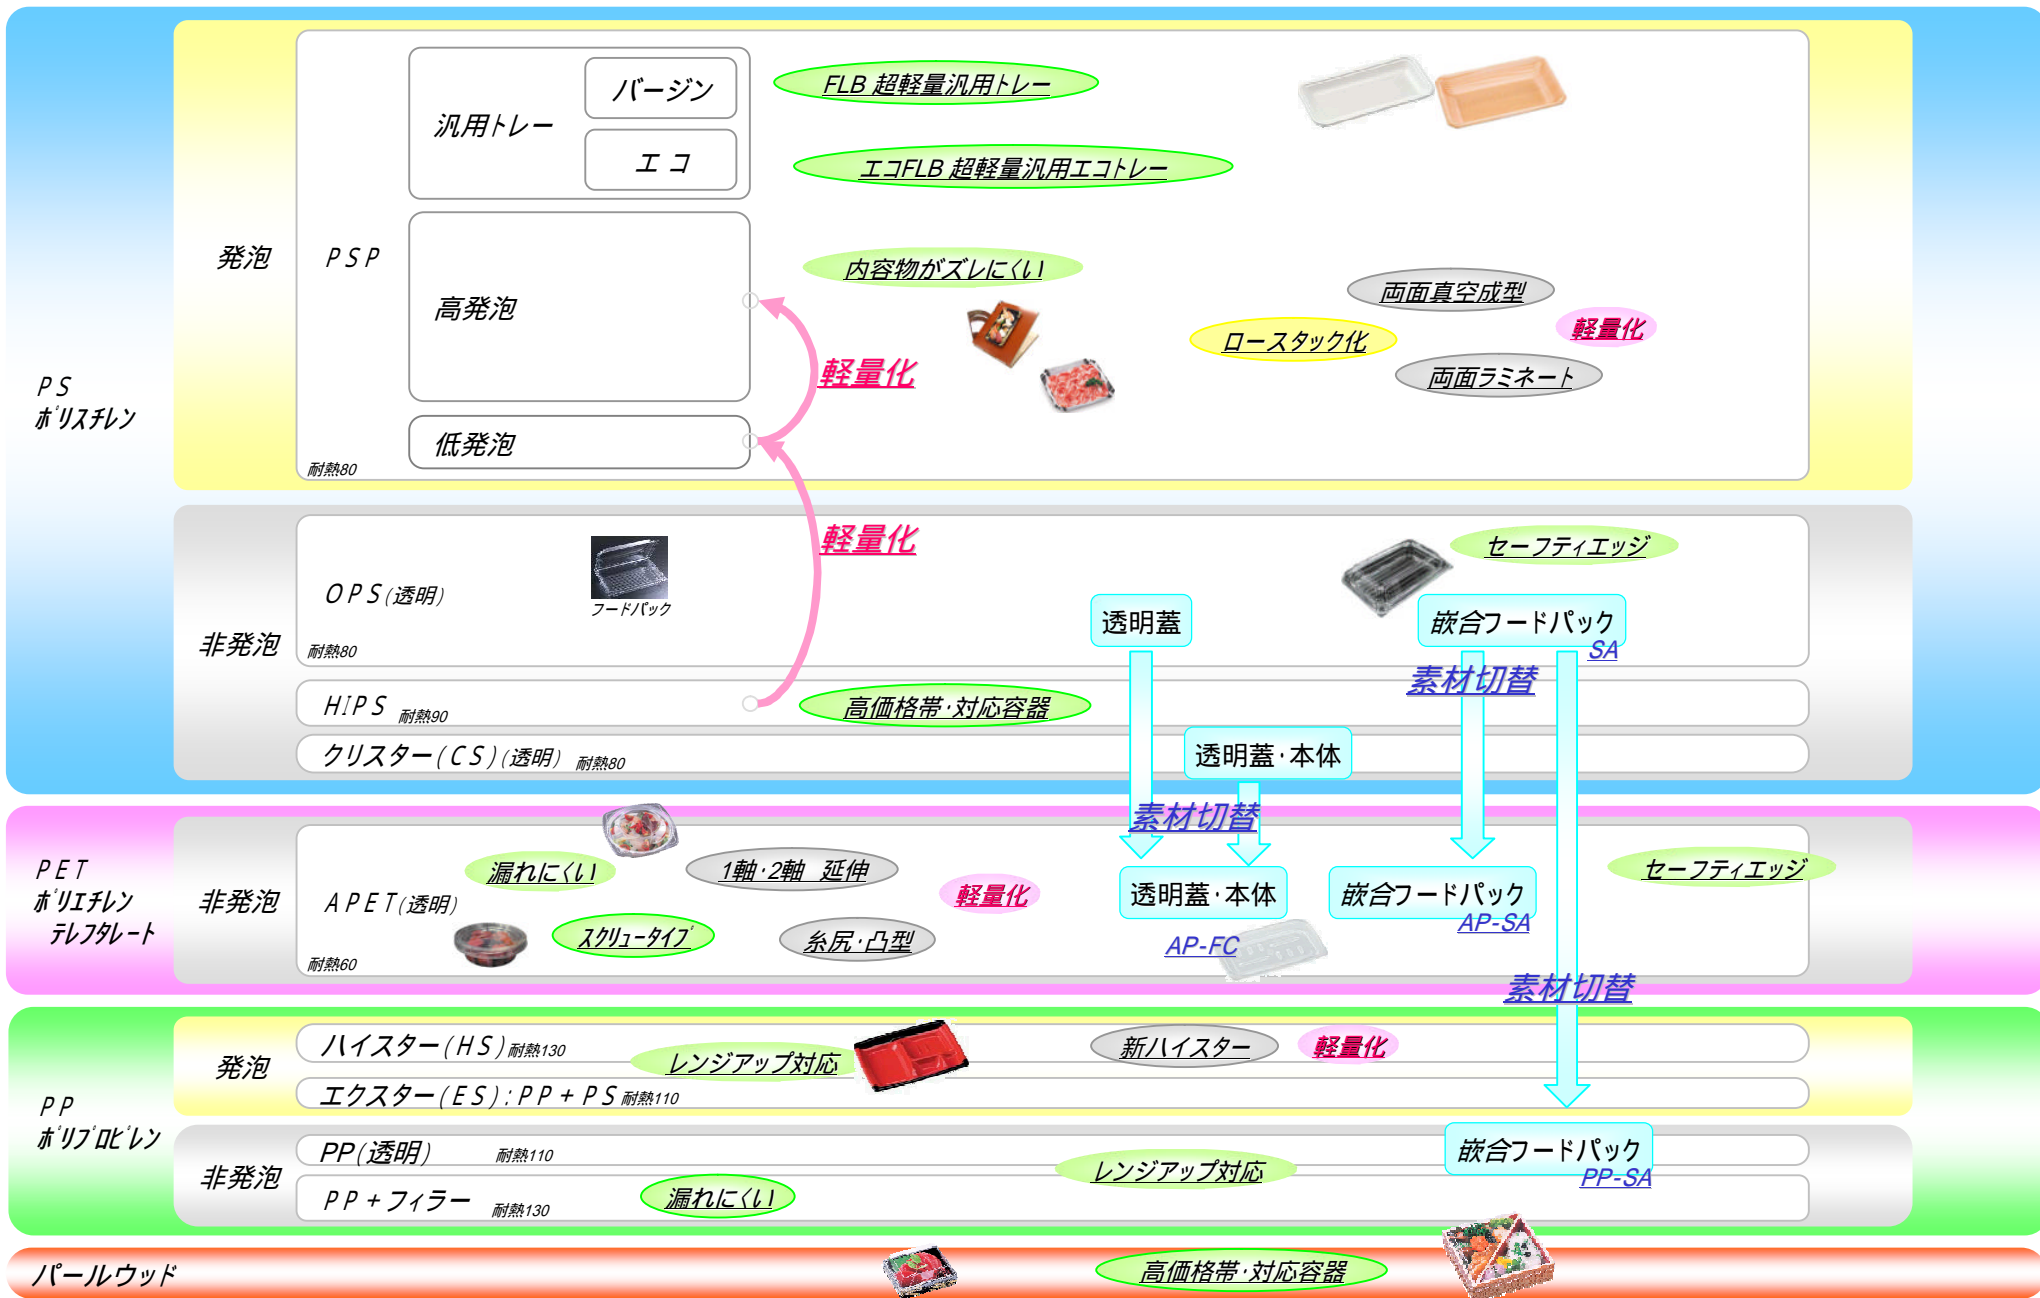 PS
ポリスチレン
発泡
PSP
耐熱80
汎用トレー
バージン
エコ
FLB 超軽量汎用トレー
エコFLB 超軽量汎用エコトレー
高発泡
内容物がズレにくい
両面真空成型
ロースタック化
軽量化
両面ラミネート
軽量化
低発泡
非発泡
OPS(透明)
耐熱80
フードパック
軽量化
セーフティエッジ
透明蓋
嵌合フードパック
SA
素材切替
HIPS 耐熱90
高価格帯・対応容器
クリスター(CS)(透明) 耐熱80
透明蓋・本体
素材切替
PET
ポリエチレン
テレフタレート
非発泡
APET(透明)
耐熱60
漏れにくい
1軸・2軸 延伸
軽量化
スクリュータイプ
糸尻・凸型
透明蓋・本体
AP-FC
嵌合フードパック
AP-SA
セーフティエッジ
素材切替
PP
ポリプロピレン
発泡
ハイスター(HS)耐熱130
レンジアップ対応
新ハイスター
軽量化
エクスター(ES):PP+PS 耐熱110
非発泡
PP(透明) 耐熱110
レンジアップ対応
嵌合フードパック
PP-SA
PP+フィラー 耐熱130
漏れにくい
パールウッド
高価格帯・対応容器